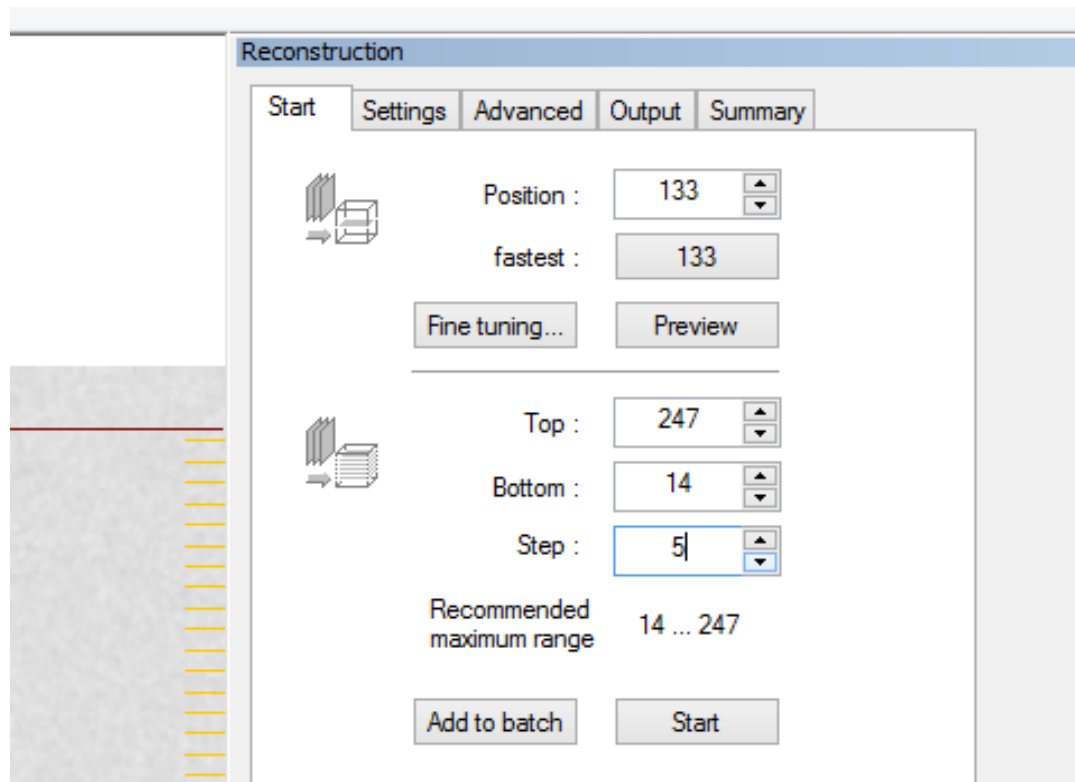 Reconstruction
Start Settings Advanced Output Summary
Position : 133
fastest : 133
Fine tuning... Preview
Top : 247
Bottom : 14
Step : 5
Recommended
maximum range 14 ... 247
Add to batch Start